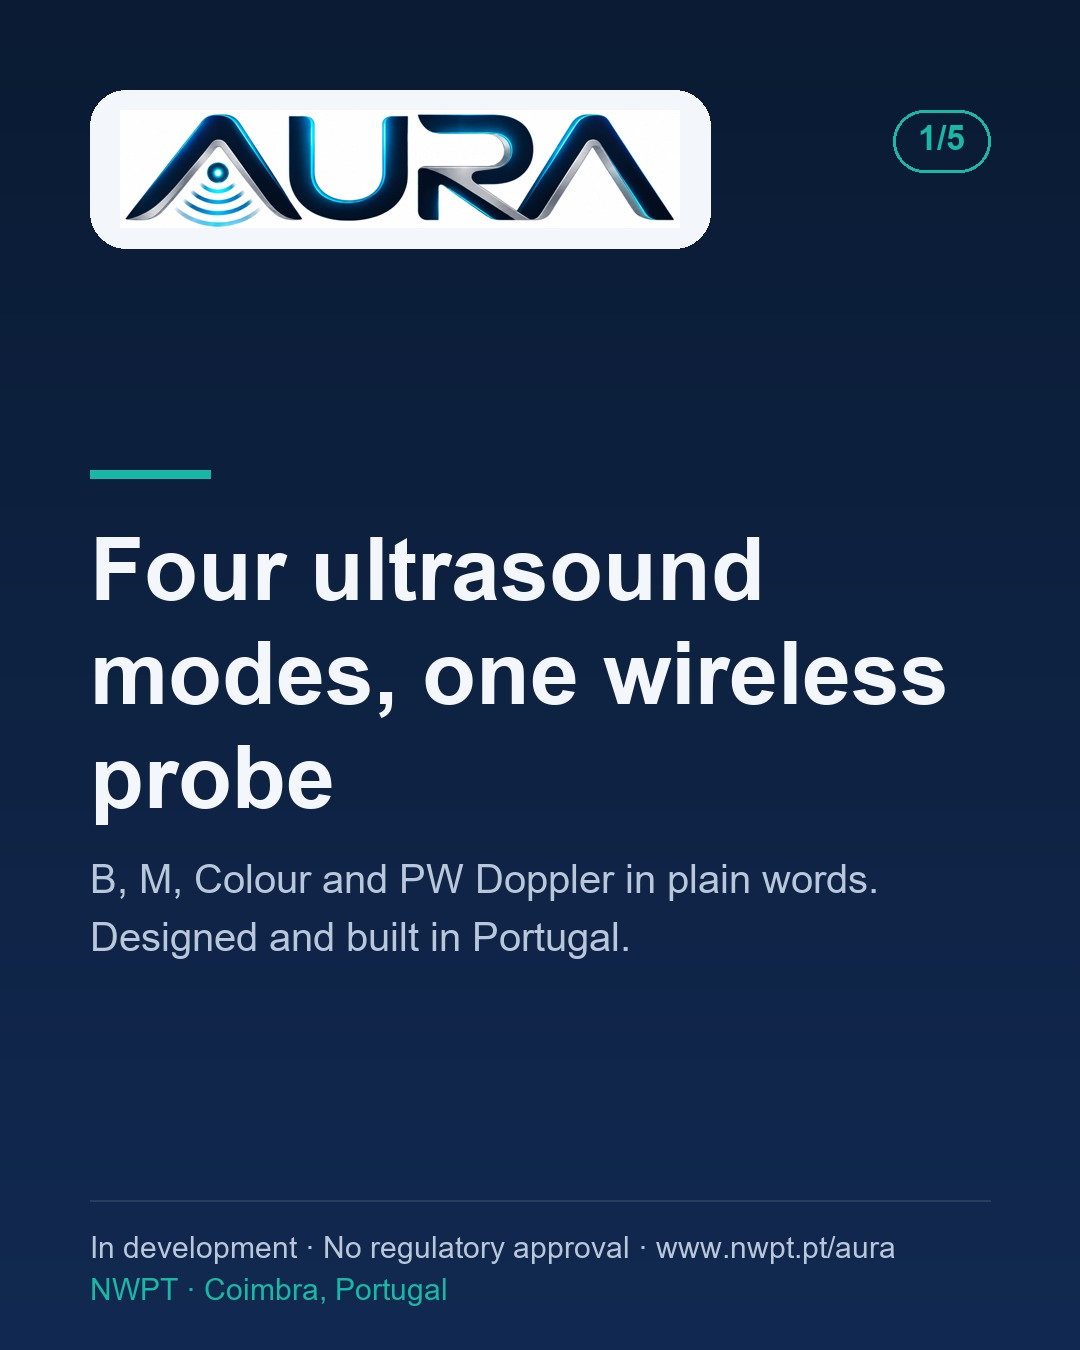 AURA
1/5
Four ultrasound
modes, one wireless
probe
B, M, Colour and PW Doppler in plain words.
Designed and built in Portugal.
In development · No regulatory approval · www.nwpt.pt/aura
NWPT · Coimbra, Portugal